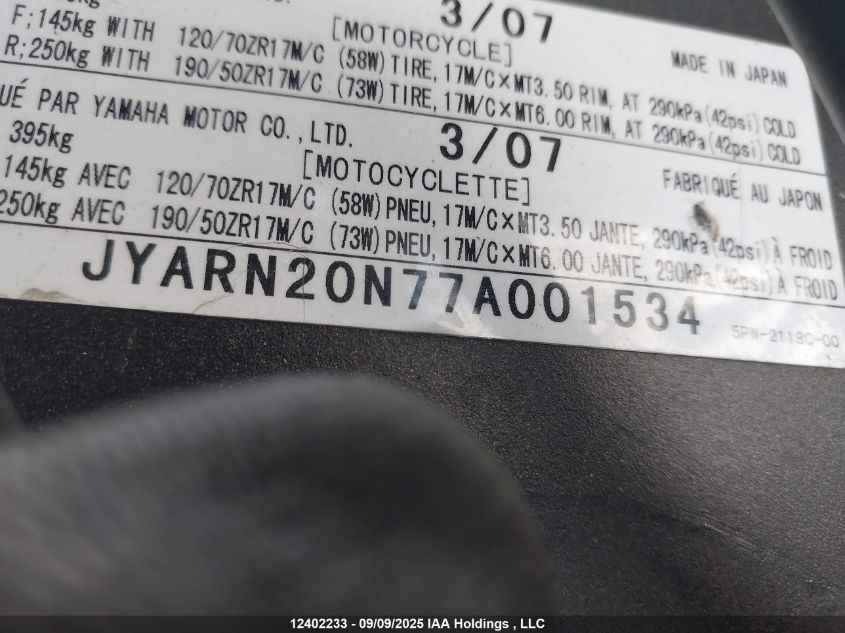 3/07
F;145kg WITH 120/70ZR17M/C (58W) TIRE, 17M/C×MT3.50 RIM, AT 290kPa(42psi) COLD
[MOTORCYCLE] MADE IN JAPAN
R;250kg WITH 190/50ZR17M/C (73W) TIRE, 17M/C×MT6.00 RIM, AT 290kPa(42psi) COLD
UÉ PAR YAMAHA MOTOR CO.,LTD. 3/07
395kg [MOTOCYCLETTE] FABRIQUÉ AU JAPON
145kg AVEC 120/70ZR17M/C (58W) PNEU, 17M/C×MT3.50 JANTE, 290kPa(42psi) À FROID
250kg AVEC 190/50ZR17M/C (73W) PNEU, 17M/C×MT6.00 JANTE, 290kPa(42psi) À FROID
JYARN20N77A001534
5PW-2118C-00
12402233 - 09/09/2025 IAA Holdings , LLC